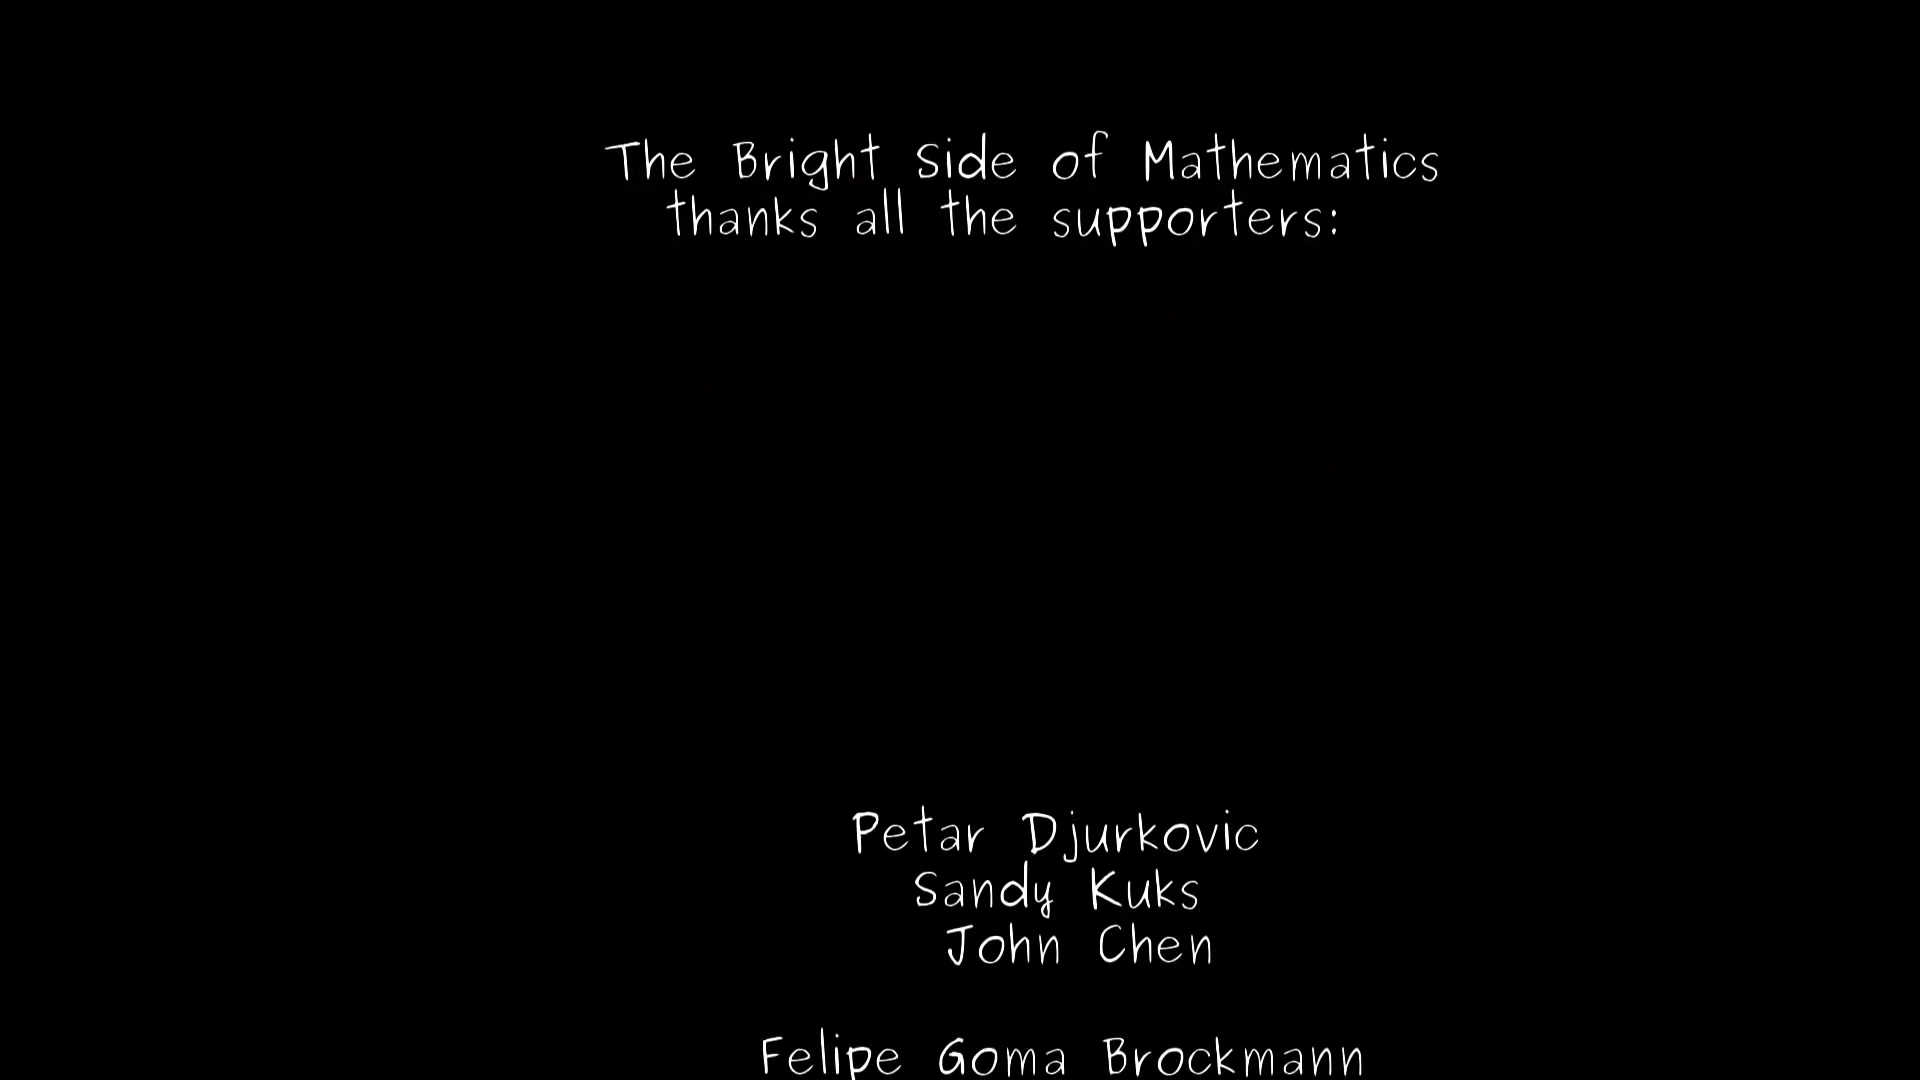 The Bright Side of Mathematics
thanks all the supporters:
Petar Djurkovic
Sandy Kuks
John Chen
Felipe Goma Brockmann